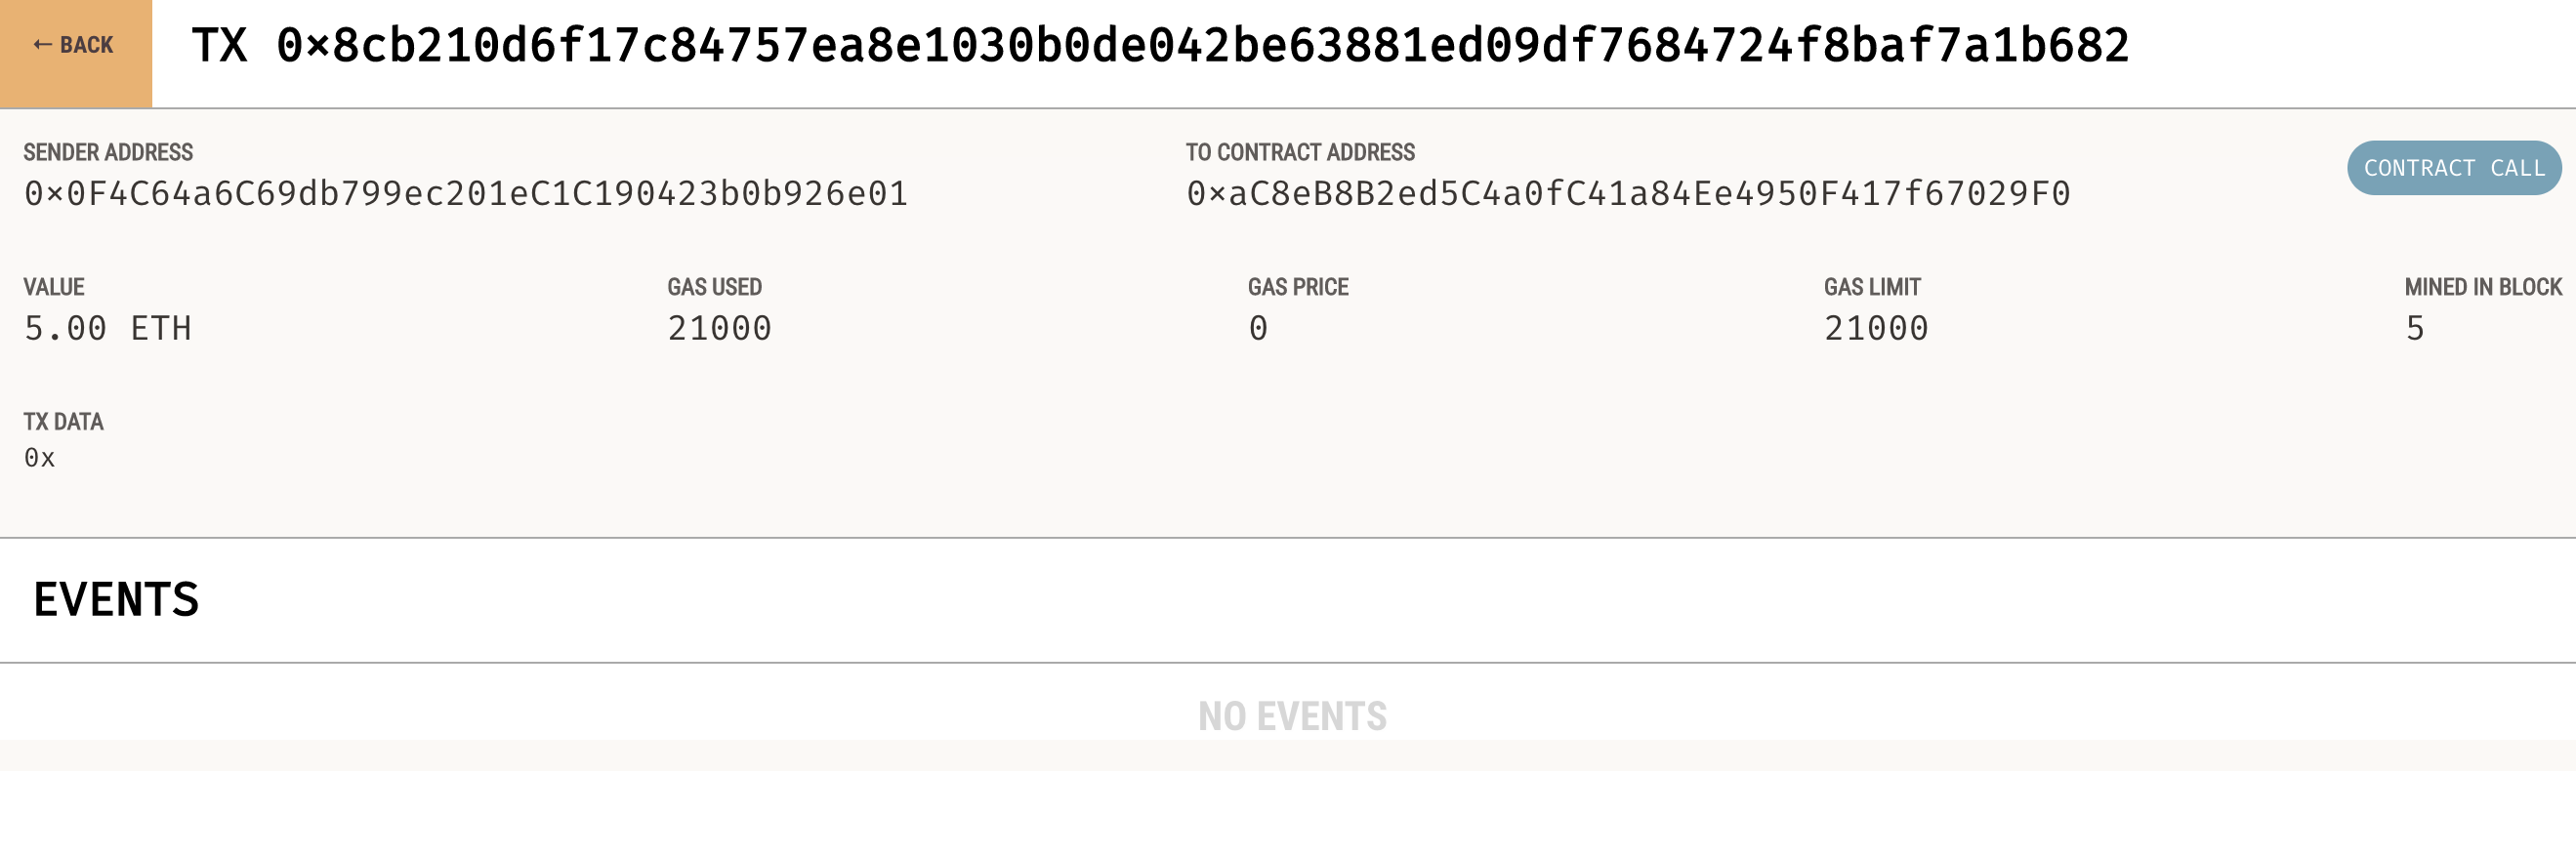 ← BACK
TX 0×8cb210d6f17c84757ea8e1030b0de042be63881ed09df7684724f8baf7a1b682
SENDER ADDRESS
0×0F4C64a6C69db799ec201eC1C190423b0b926e01
TO CONTRACT ADDRESS
0×aC8eB8B2ed5C4a0fC41a84Ee4950F417f67029F0
CONTRACT CALL
VALUE
5.00 ETH
GAS USED
21000
GAS PRICE
0
GAS LIMIT
21000
MINED IN BLOCK
5
TX DATA
0x
EVENTS
NO EVENTS